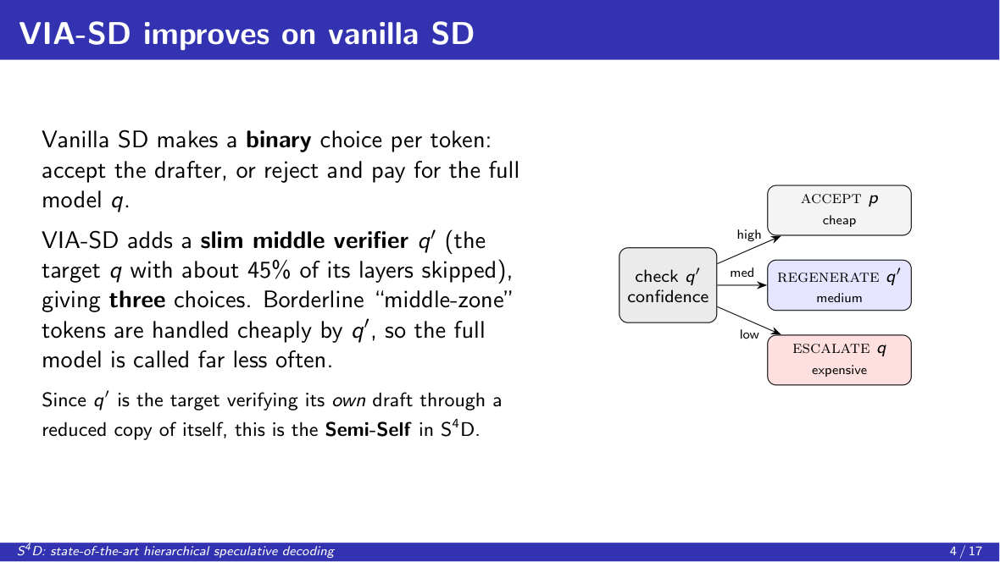 VIA-SD improves on vanilla SD
Vanilla SD makes a binary choice per token:
accept the drafter, or reject and pay for the full
model q.
VIA-SD adds a slim middle verifier q′ (the
target q with about 45% of its layers skipped),
giving three choices. Borderline “middle-zone”
tokens are handled cheaply by q′, so the full
model is called far less often.
Since q′ is the target verifying its own draft through a
reduced copy of itself, this is the Semi-Self in S⁴D.
check q′
confidence
high
med
low
ACCEPT p
cheap
REGENERATE q′
medium
ESCALATE q
expensive
S⁴D: state-of-the-art hierarchical speculative decoding
4 / 17